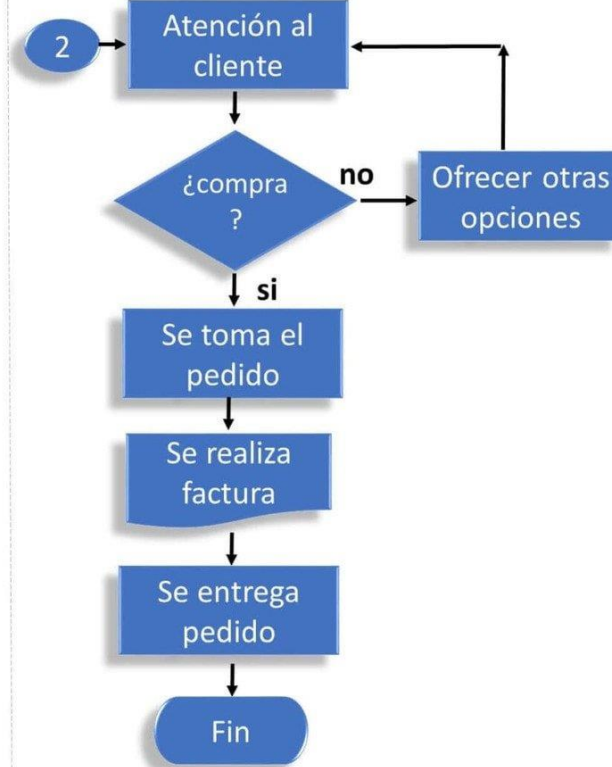 2
Atención al
cliente
¿compra
?
no
Ofrecer otras
opciones
si
Se toma el
pedido
Se realiza
factura
Se entrega
pedido
Fin